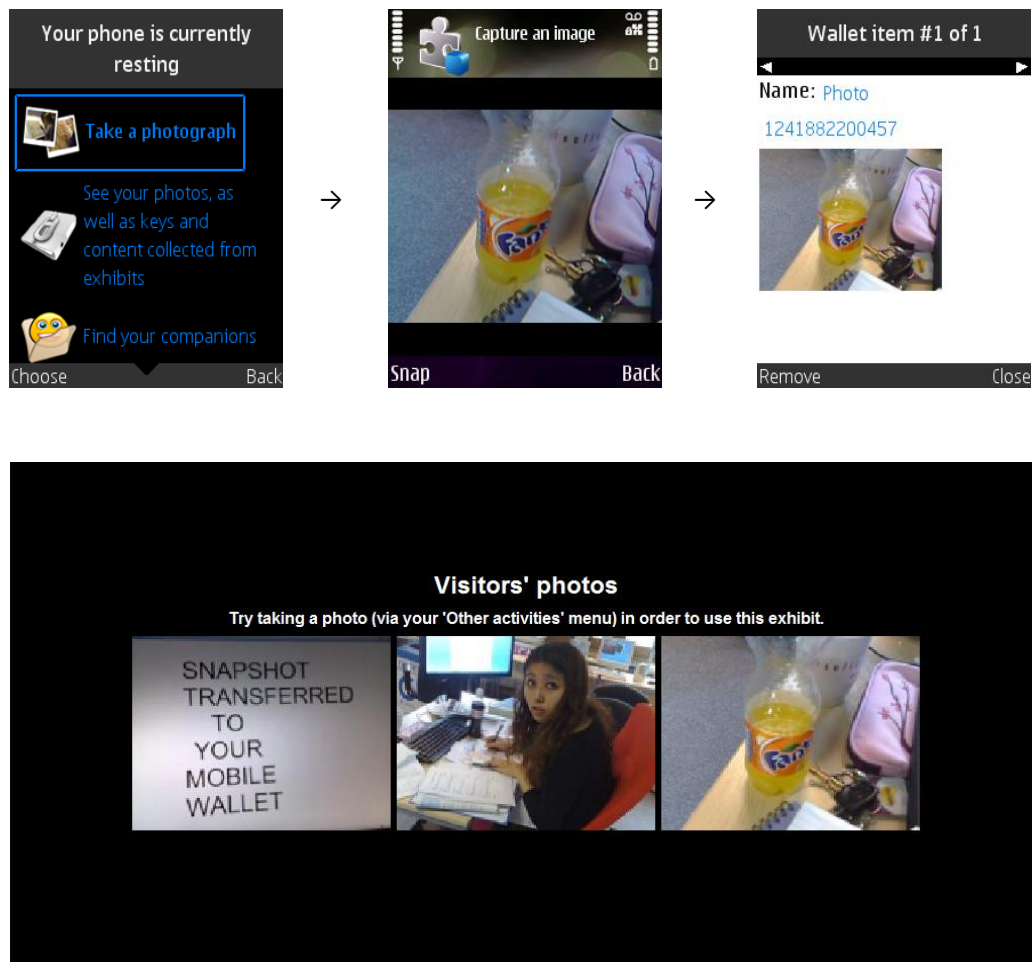 Your phone is currently
resting
Take a photograph
See your photos, as
well as keys and
content collected from
exhibits
Find your companions
Choose Back
→
Capture an image
Fanta
Snap Back
→
Wallet item #1 of 1
Name: Photo
1241882200457
Remove Close
Visitors' photos
Try taking a photo (via your 'Other activities' menu) in order to use this exhibit.
SNAPSHOT
TRANSFERRED
TO
YOUR
MOBILE
WALLET